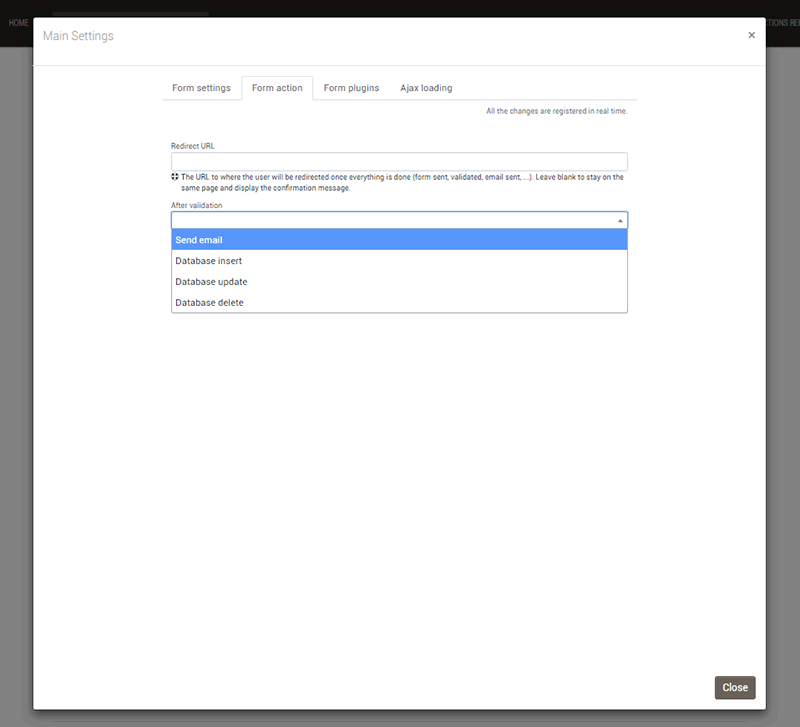 HOME
Main Settings
×
Form settings Form action Form plugins Ajax loading
All the changes are registered in real time.
Redirect URL
The URL to where the user will be redirected once everything is done (form sent, validated, email sent, ...). Leave blank to stay on the
same page and display the confirmation message.
After validation
Send email
Database insert
Database update
Database delete
Close